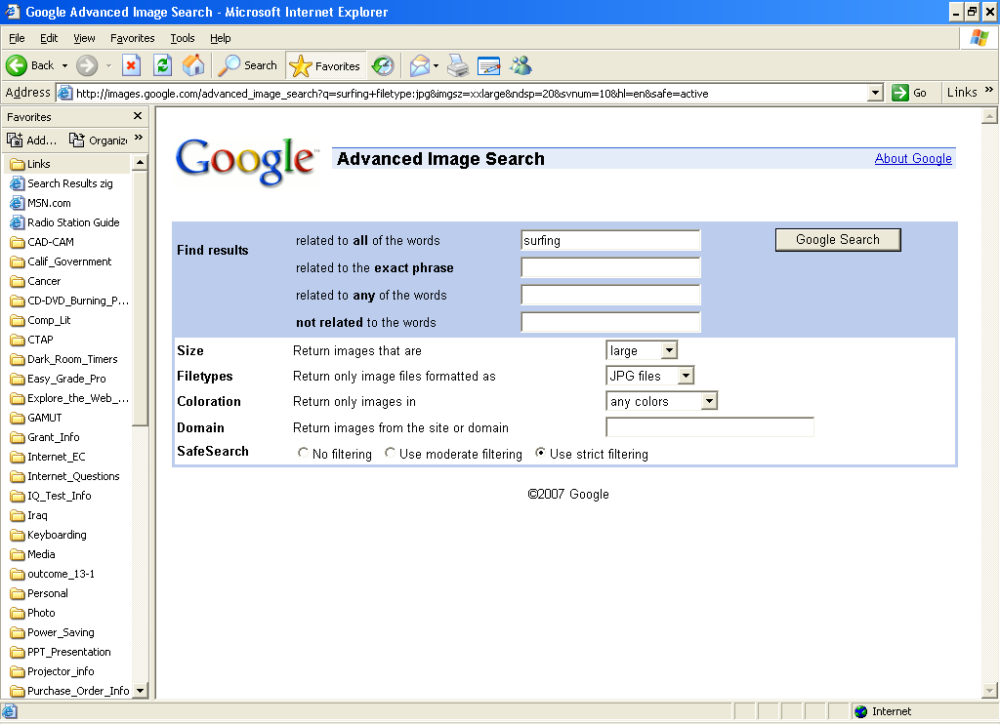 Google Advanced Image Search - Microsoft Internet Explorer
File Edit View Favorites Tools Help
Back Search Favorites
Address http://images.google.com/advanced_image_search?q=surfing+filetype:jpg&imgsz=xxlarge&ndsp=20&svnum=10&hl=en&safe=active Go Links »
Favorites
Add... Organiz »
Links
Search Results zig
MSN.com
Radio Station Guide
CAD-CAM
Calif_Government
Cancer
CD-DVD_Burning_P...
Comp_Lit
CTAP
Dark_Room_Timers
Easy_Grade_Pro
Explore_the_Web_...
GAMUT
Grant_Info
Internet_EC
Internet_Questions
IQ_Test_Info
Iraq
Keyboarding
Media
outcome_13-1
Personal
Photo
Power_Saving
PPT_Presentation
Projector_info
Purchase_Order_Info
Google™ Advanced Image Search About Google
Find results
related to all of the words surfing Google Search
related to the exact phrase
related to any of the words
not related to the words
Size Return images that are large
Filetypes Return only image files formatted as JPG files
Coloration Return only images in any colors
Domain Return images from the site or domain
SafeSearch No filtering Use moderate filtering Use strict filtering
©2007 Google
Internet